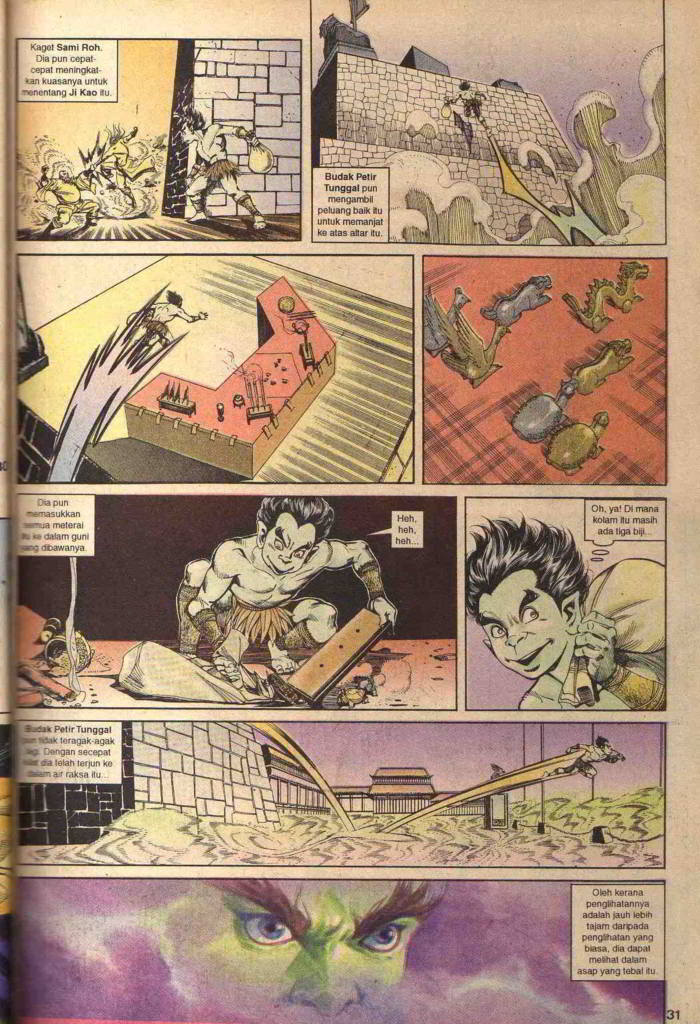 Kaget Sami Roh.
Dia pun cepat-
cepat meningkat-
kan kuasanya untuk
menentang Ji Kao itu.
Budak Petir
Tunggal pun
mengambil
peluang baik itu
untuk memanjat
ke atas altar itu.
Dia pun
memasukkan
semua meterai
itu ke dalam guni
yang dibawanya.
Heh,
heh,
heh...
Oh, ya! Di mana
kolam itu masih
ada tiga biji...
Budak Petir Tunggal
pun tidak teragak-agak
lagi. Dengan secepat
kilat dia telah terjun ke
dalam air raksa itu...
Oleh kerana
penglihatannya
adalah jauh lebih
tajam daripada
penglihatan yang
biasa, dia dapat
melihat dalam
asap yang tebal itu.
31